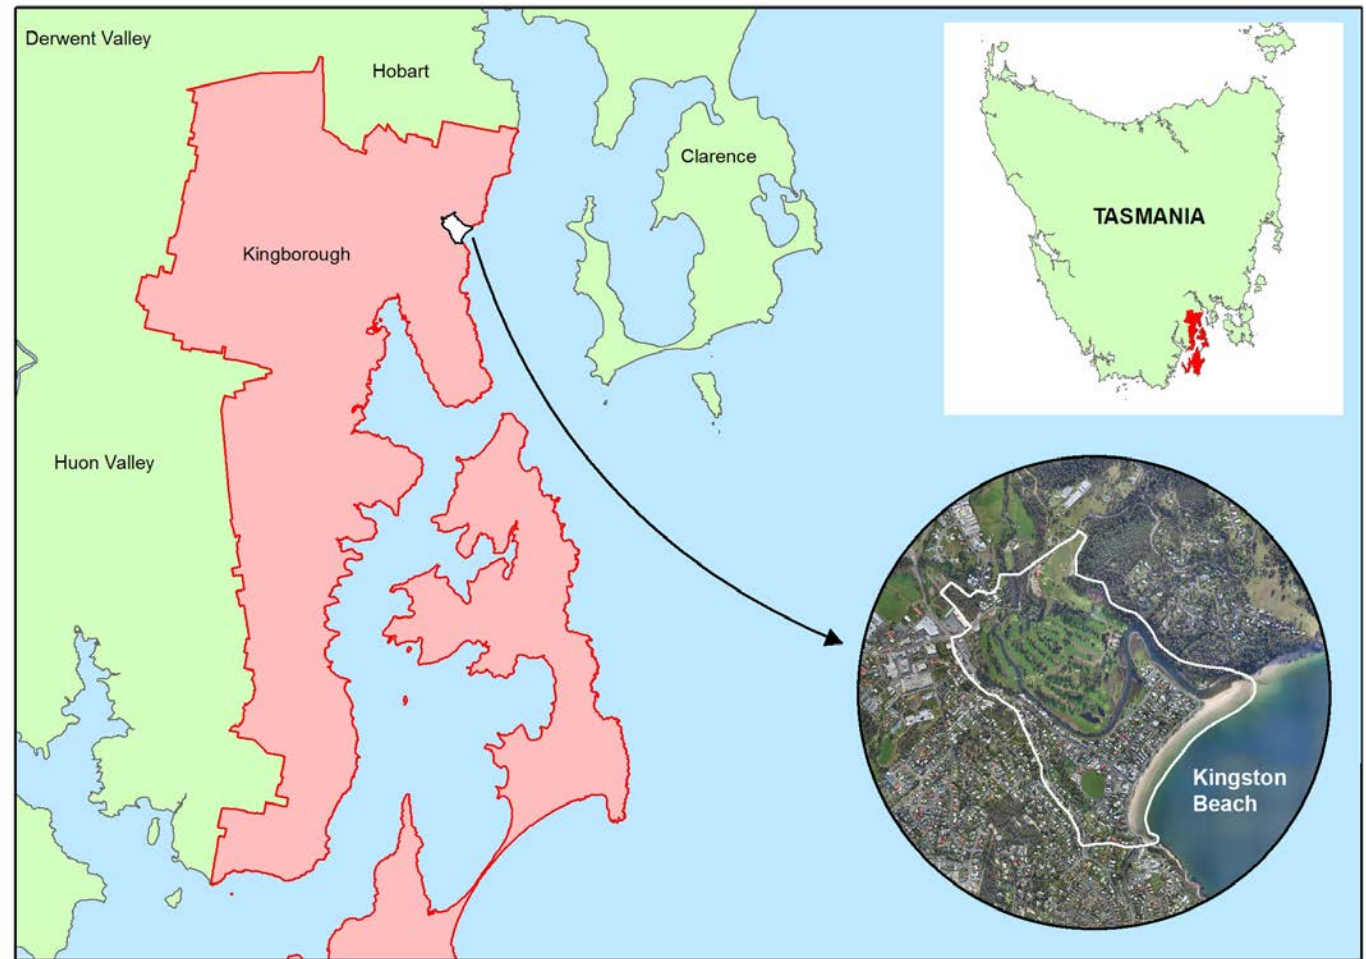 Derwent Valley
Hobart
Clarence
TASMANIA
Kingborough
Huon Valley
Kingston
Beach